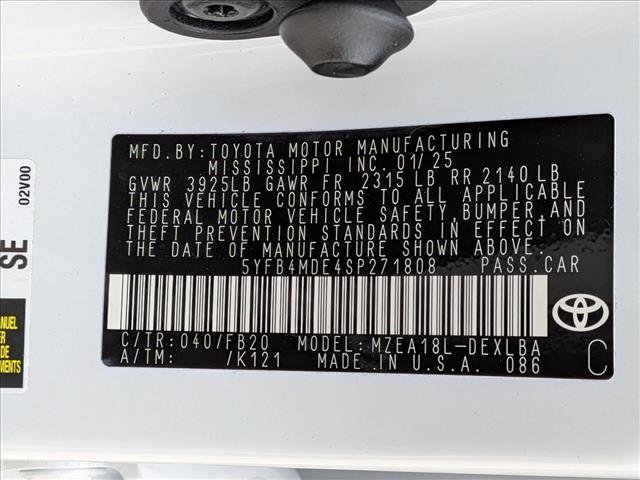 MFD.BY:TOYOTA MOTOR MANUFACTURING
MISSISSIPPI INC. 01/25
GVWR 3925LB GAWR FR 2315 LB RR 2140 LB
THIS VEHICLE CONFORMS TO ALL APPLICABLE
FEDERAL MOTOR VEHICLE SAFETY,BUMPER,AND
THEFT PREVENTION STANDARDS IN EFFECT ON
THE DATE OF MANUFACTURE SHOWN ABOVE.
5YFB4MDE4SP271808 PASS.CAR
C/TR:040/FB20 MODEL:MZEA18L-DEXLBA
A/TM: /K121 MADE IN U.S.A. 086
C
02V00
SE